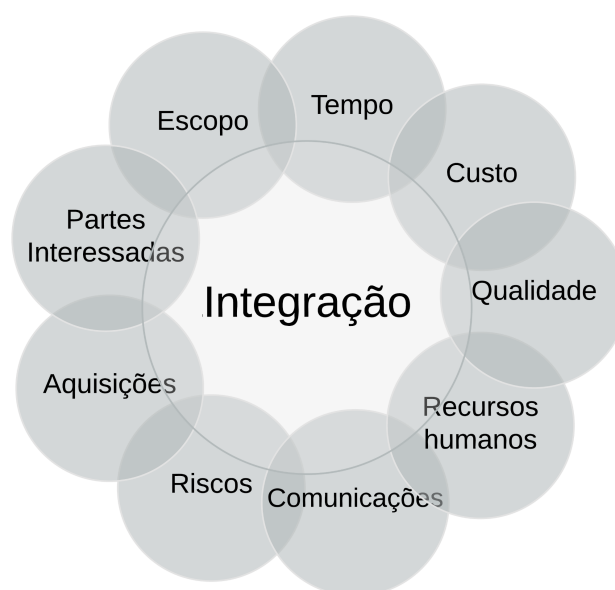 Escopo
Tempo
Custo
Partes
Interessadas
Integração
Qualidade
Aquisições
Recursos
humanos
Riscos
Comunicações